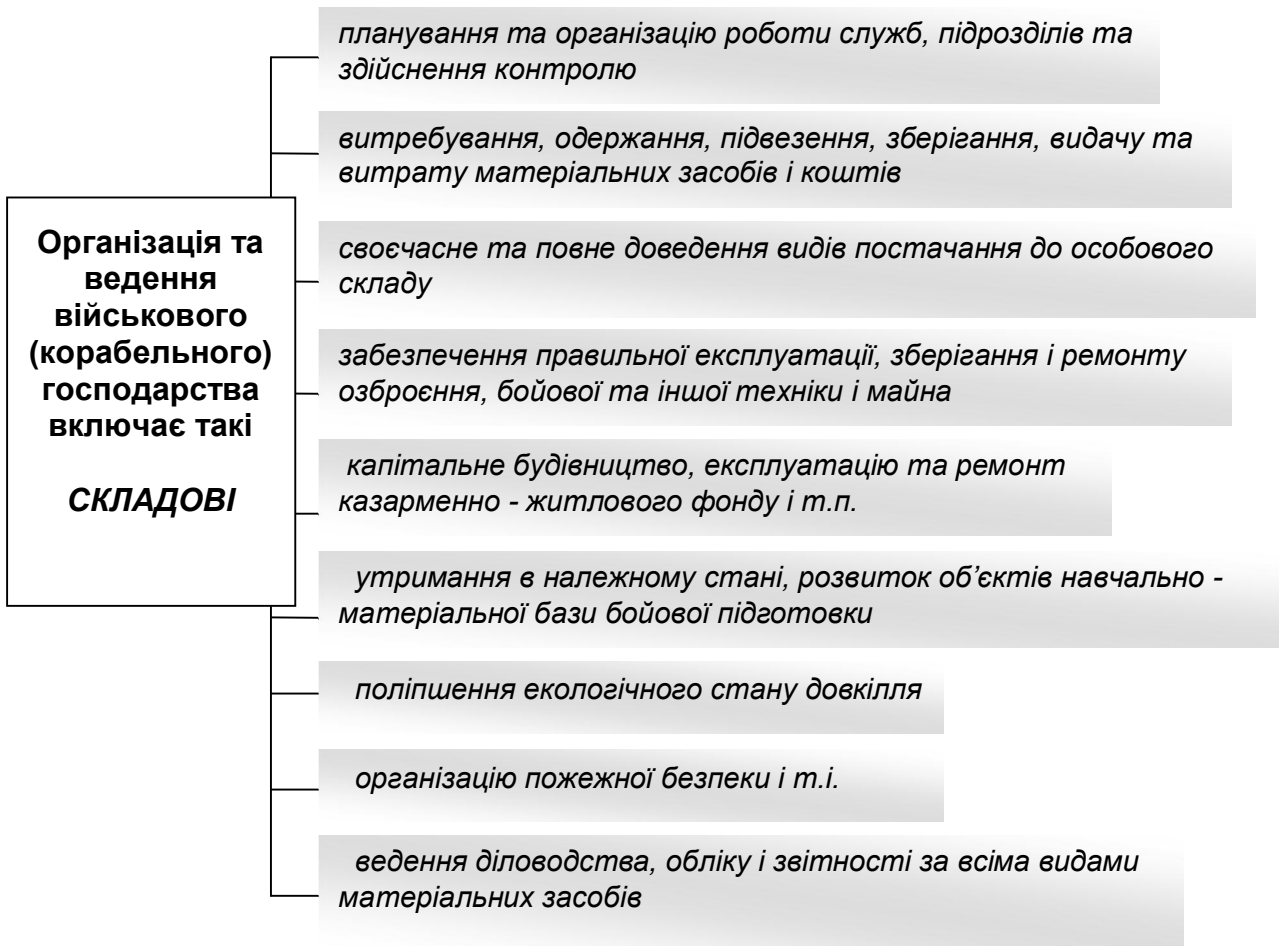 Організація та
ведення
військового
(корабельного)
господарства
включає такі
СКЛАДОВІ
планування та організацію роботи служб, підрозділів та
здійснення контролю
витребування, одержання, підвезення, зберігання, видачу та
витрату матеріальних засобів і коштів
своєчасне та повне доведення видів постачання до особового
складу
забезпечення правильної експлуатації, зберігання і ремонту
озброєння, бойової та іншої техніки і майна
капітальне будівництво, експлуатацію та ремонт
казарменно - житлового фонду і т.п.
утримання в належному стані, розвиток об’єктів навчально -
матеріальної бази бойової підготовки
поліпшення екологічного стану довкілля
організацію пожежної безпеки і т.і.
ведення діловодства, обліку і звітності за всіма видами
матеріальних засобів